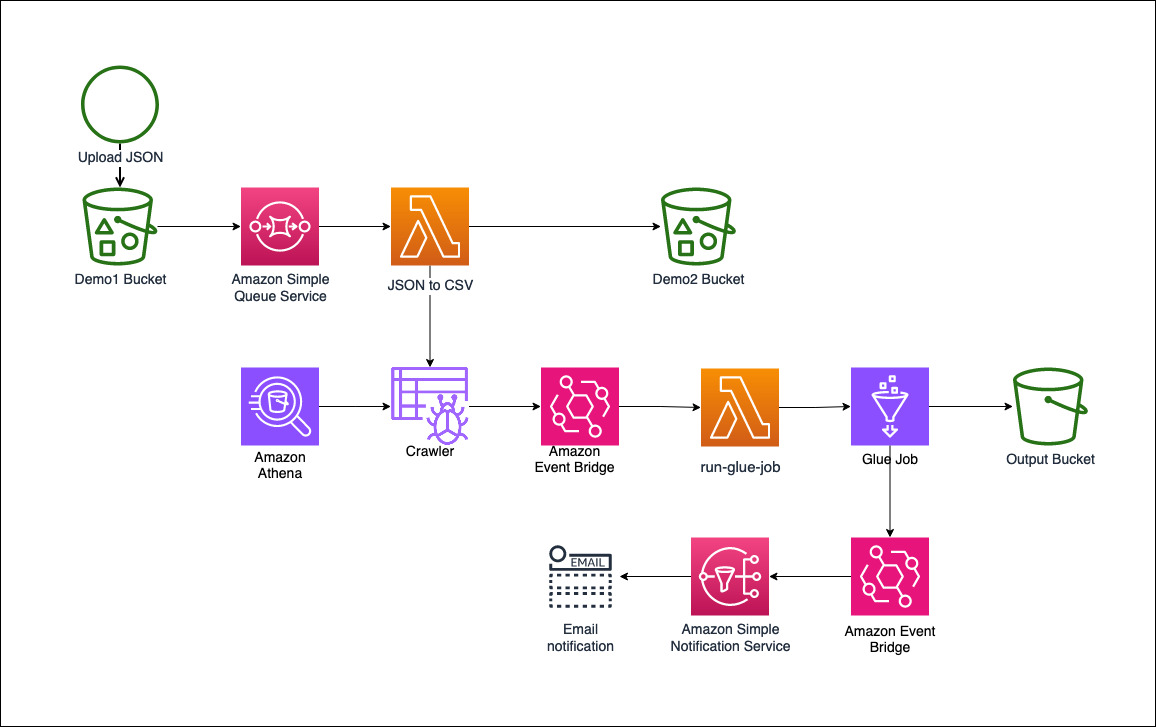 Upload JSON
Demo1 Bucket
Amazon Simple
Queue Service
JSON to CSV
Demo2 Bucket
Amazon
Athena
Crawler
Amazon
Event Bridge
run-glue-job
Glue Job
Output Bucket
EMAIL
Email
notification
Amazon Simple
Notification Service
Amazon Event
Bridge